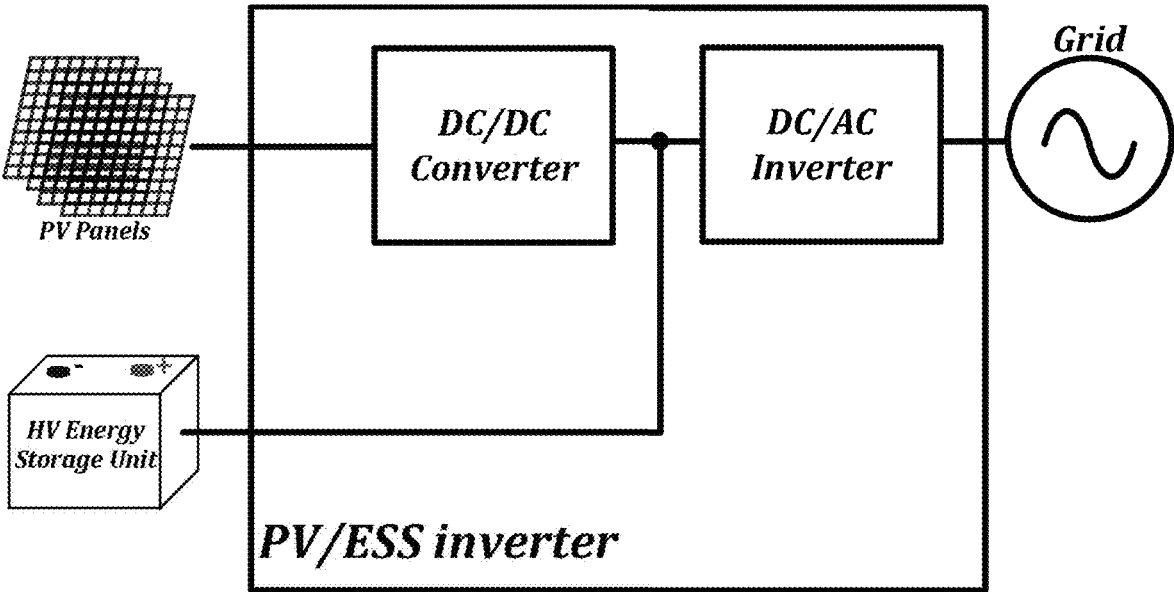 Grid
DC/DC
Converter
DC/AC
Inverter
PV Panels
- +
HV Energy
Storage Unit
PV/ESS inverter